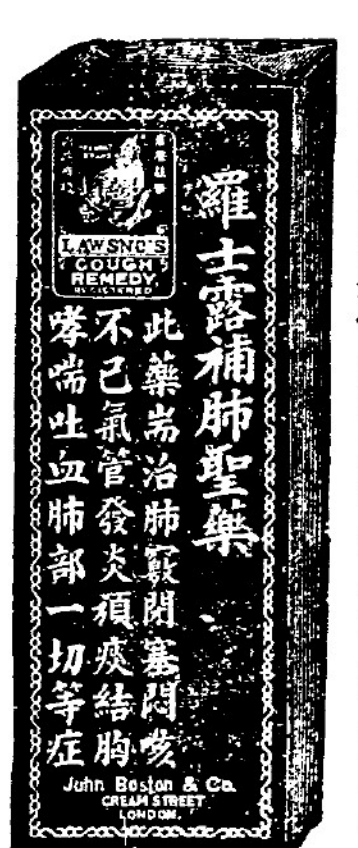 羅士露補肺聖藥
LAWSNC'S
COUGH
REMEDY
REGISTERED
此藥耑治肺竅閉塞悶咳
不已氣管發炎頑痰結胸
哮喘吐血肺部一切等症
John Boston & Co.
CREAM STREET
LONDON.